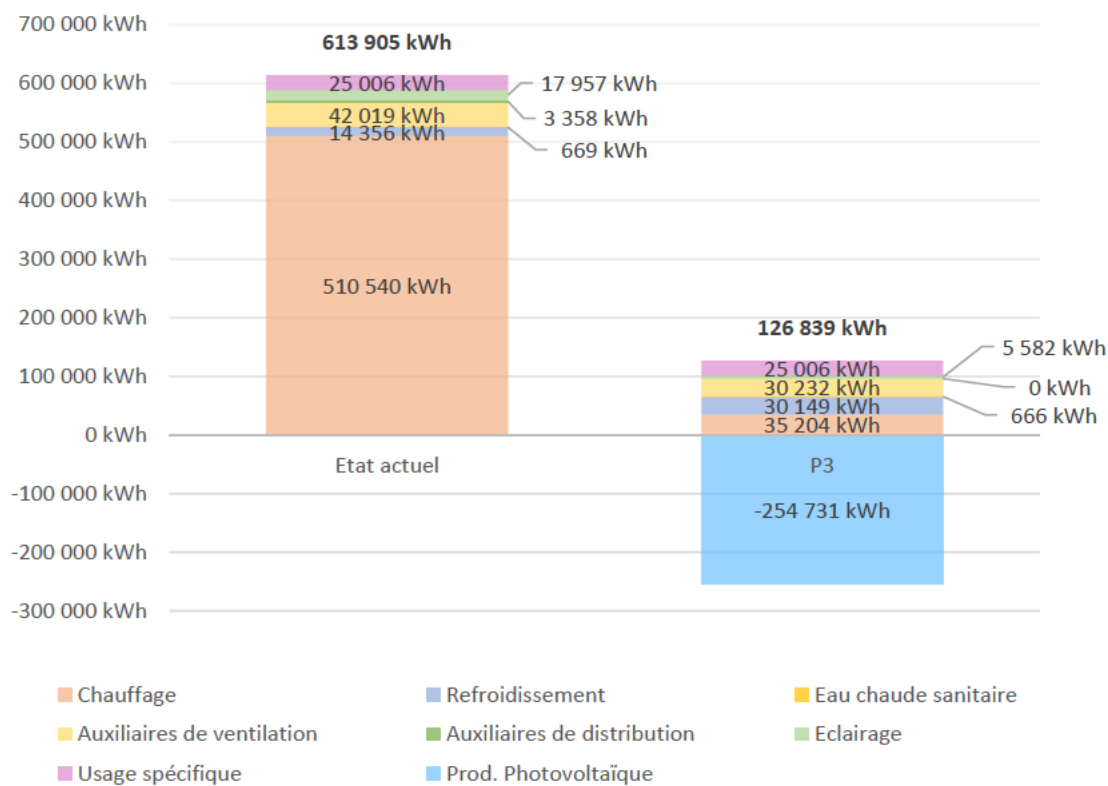 700 000 kWh
613 905 kWh
600 000 kWh
25 006 kWh
17 957 kWh
42 019 kWh
3 358 kWh
14 356 kWh
500 000 kWh
669 kWh
400 000 kWh
300 000 kWh
510 540 kWh
200 000 kWh
126 839 kWh
5 582 kWh
100 000 kWh
25 006 kWh
0 kWh
30 232 kWh
30 149 kWh
666 kWh
35 204 kWh
0 kWh
Etat actuel
P3
-100 000 kWh
-254 731 kWh
-200 000 kWh
-300 000 kWh
Chauffage
Refroidissement
Eau chaude sanitaire
Auxiliaires de ventilation
Auxiliaires de distribution
Eclairage
Usage spécifique
Prod. Photovoltaïque